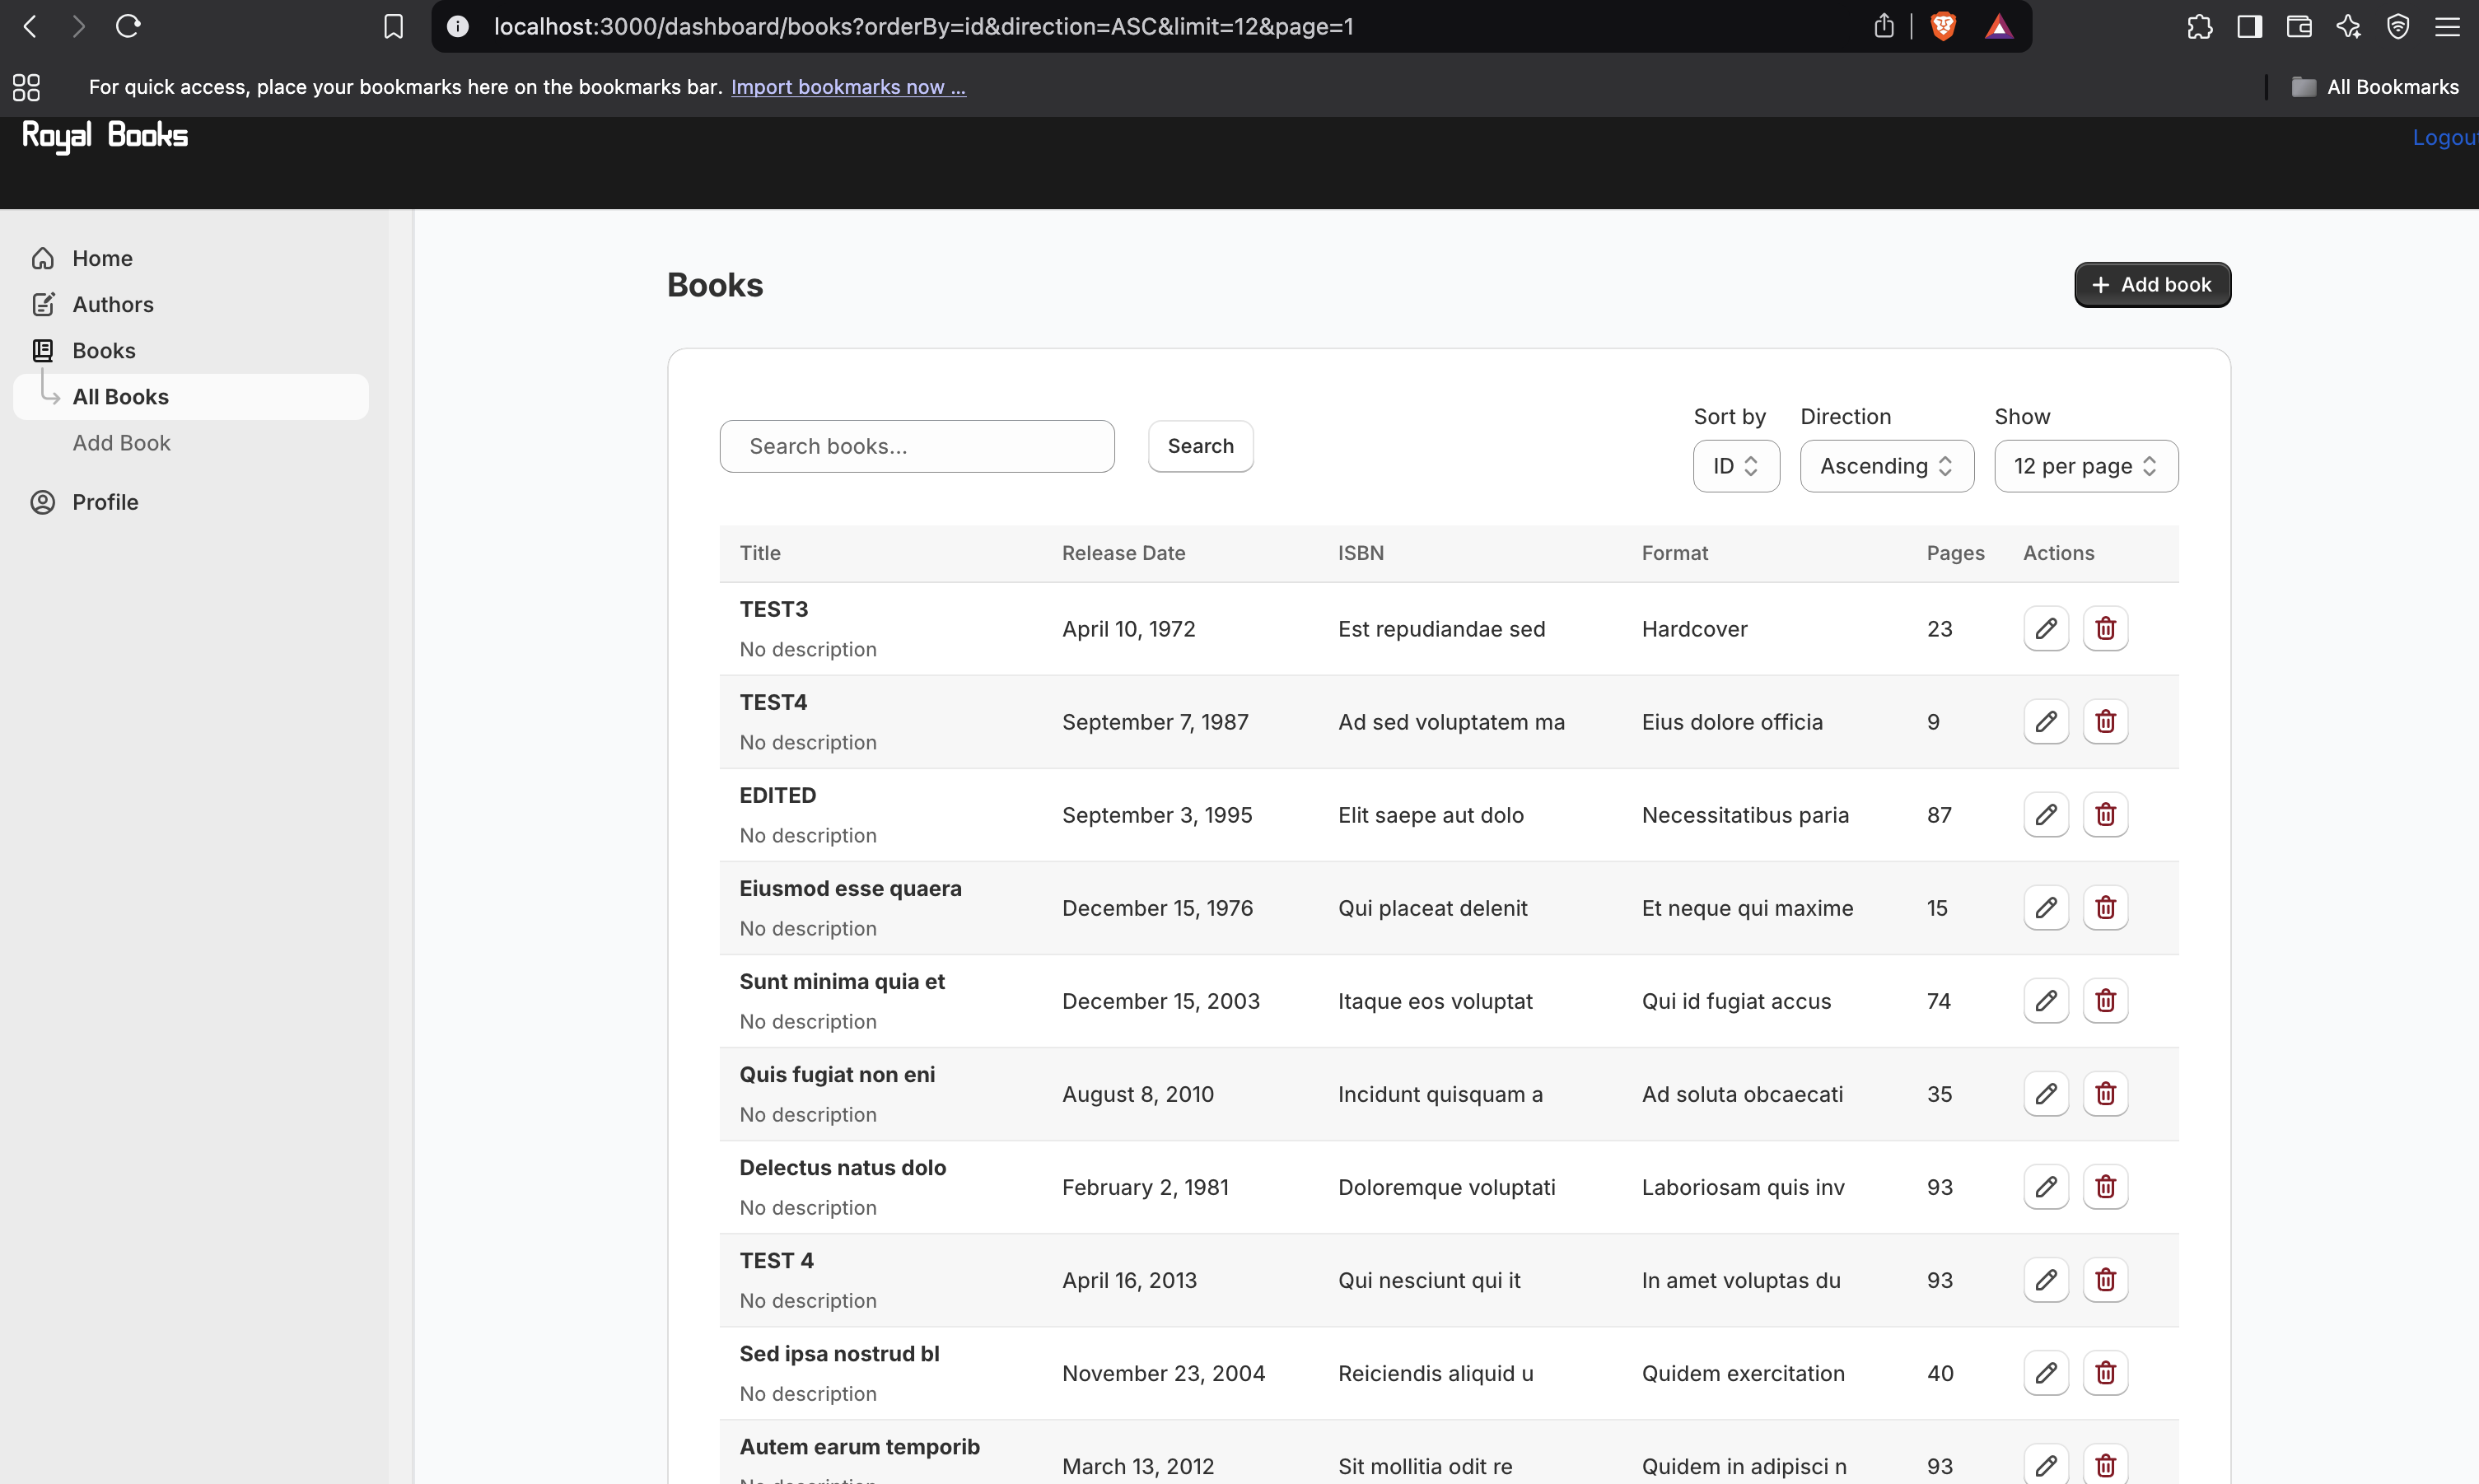 localhost:3000/dashboard/books?orderBy=id&direction=ASC&limit=12&page=1
For quick access, place your bookmarks here on the bookmarks bar. Import bookmarks now ...
All Bookmarks
Royal Books
Logou
Home
Authors
Books
All Books
Add Book
Profile
Books
+ Add book
Search books...
Search
Sort by Direction Show
ID Ascending 12 per page
Title Release Date ISBN Format Pages Actions
TEST3
No description
April 10, 1972 Est repudiandae sed Hardcover 23
TEST4
No description
September 7, 1987 Ad sed voluptatem ma Eius dolore officia 9
EDITED
No description
September 3, 1995 Elit saepe aut dolo Necessitatibus paria 87
Eiusmod esse quaera
No description
December 15, 1976 Qui placeat delenit Et neque qui maxime 15
Sunt minima quia et
No description
December 15, 2003 Itaque eos voluptat Qui id fugiat accus 74
Quis fugiat non eni
No description
August 8, 2010 Incidunt quisquam a Ad soluta obcaecati 35
Delectus natus dolo
No description
February 2, 1981 Doloremque voluptati Laboriosam quis inv 93
TEST 4
No description
April 16, 2013 Qui nesciunt qui it In amet voluptas du 93
Sed ipsa nostrud bl
No description
November 23, 2004 Reiciendis aliquid u Quidem exercitation 40
Autem earum temporib
March 13, 2012 Sit mollitia odit re Quidem in adipisci n 93